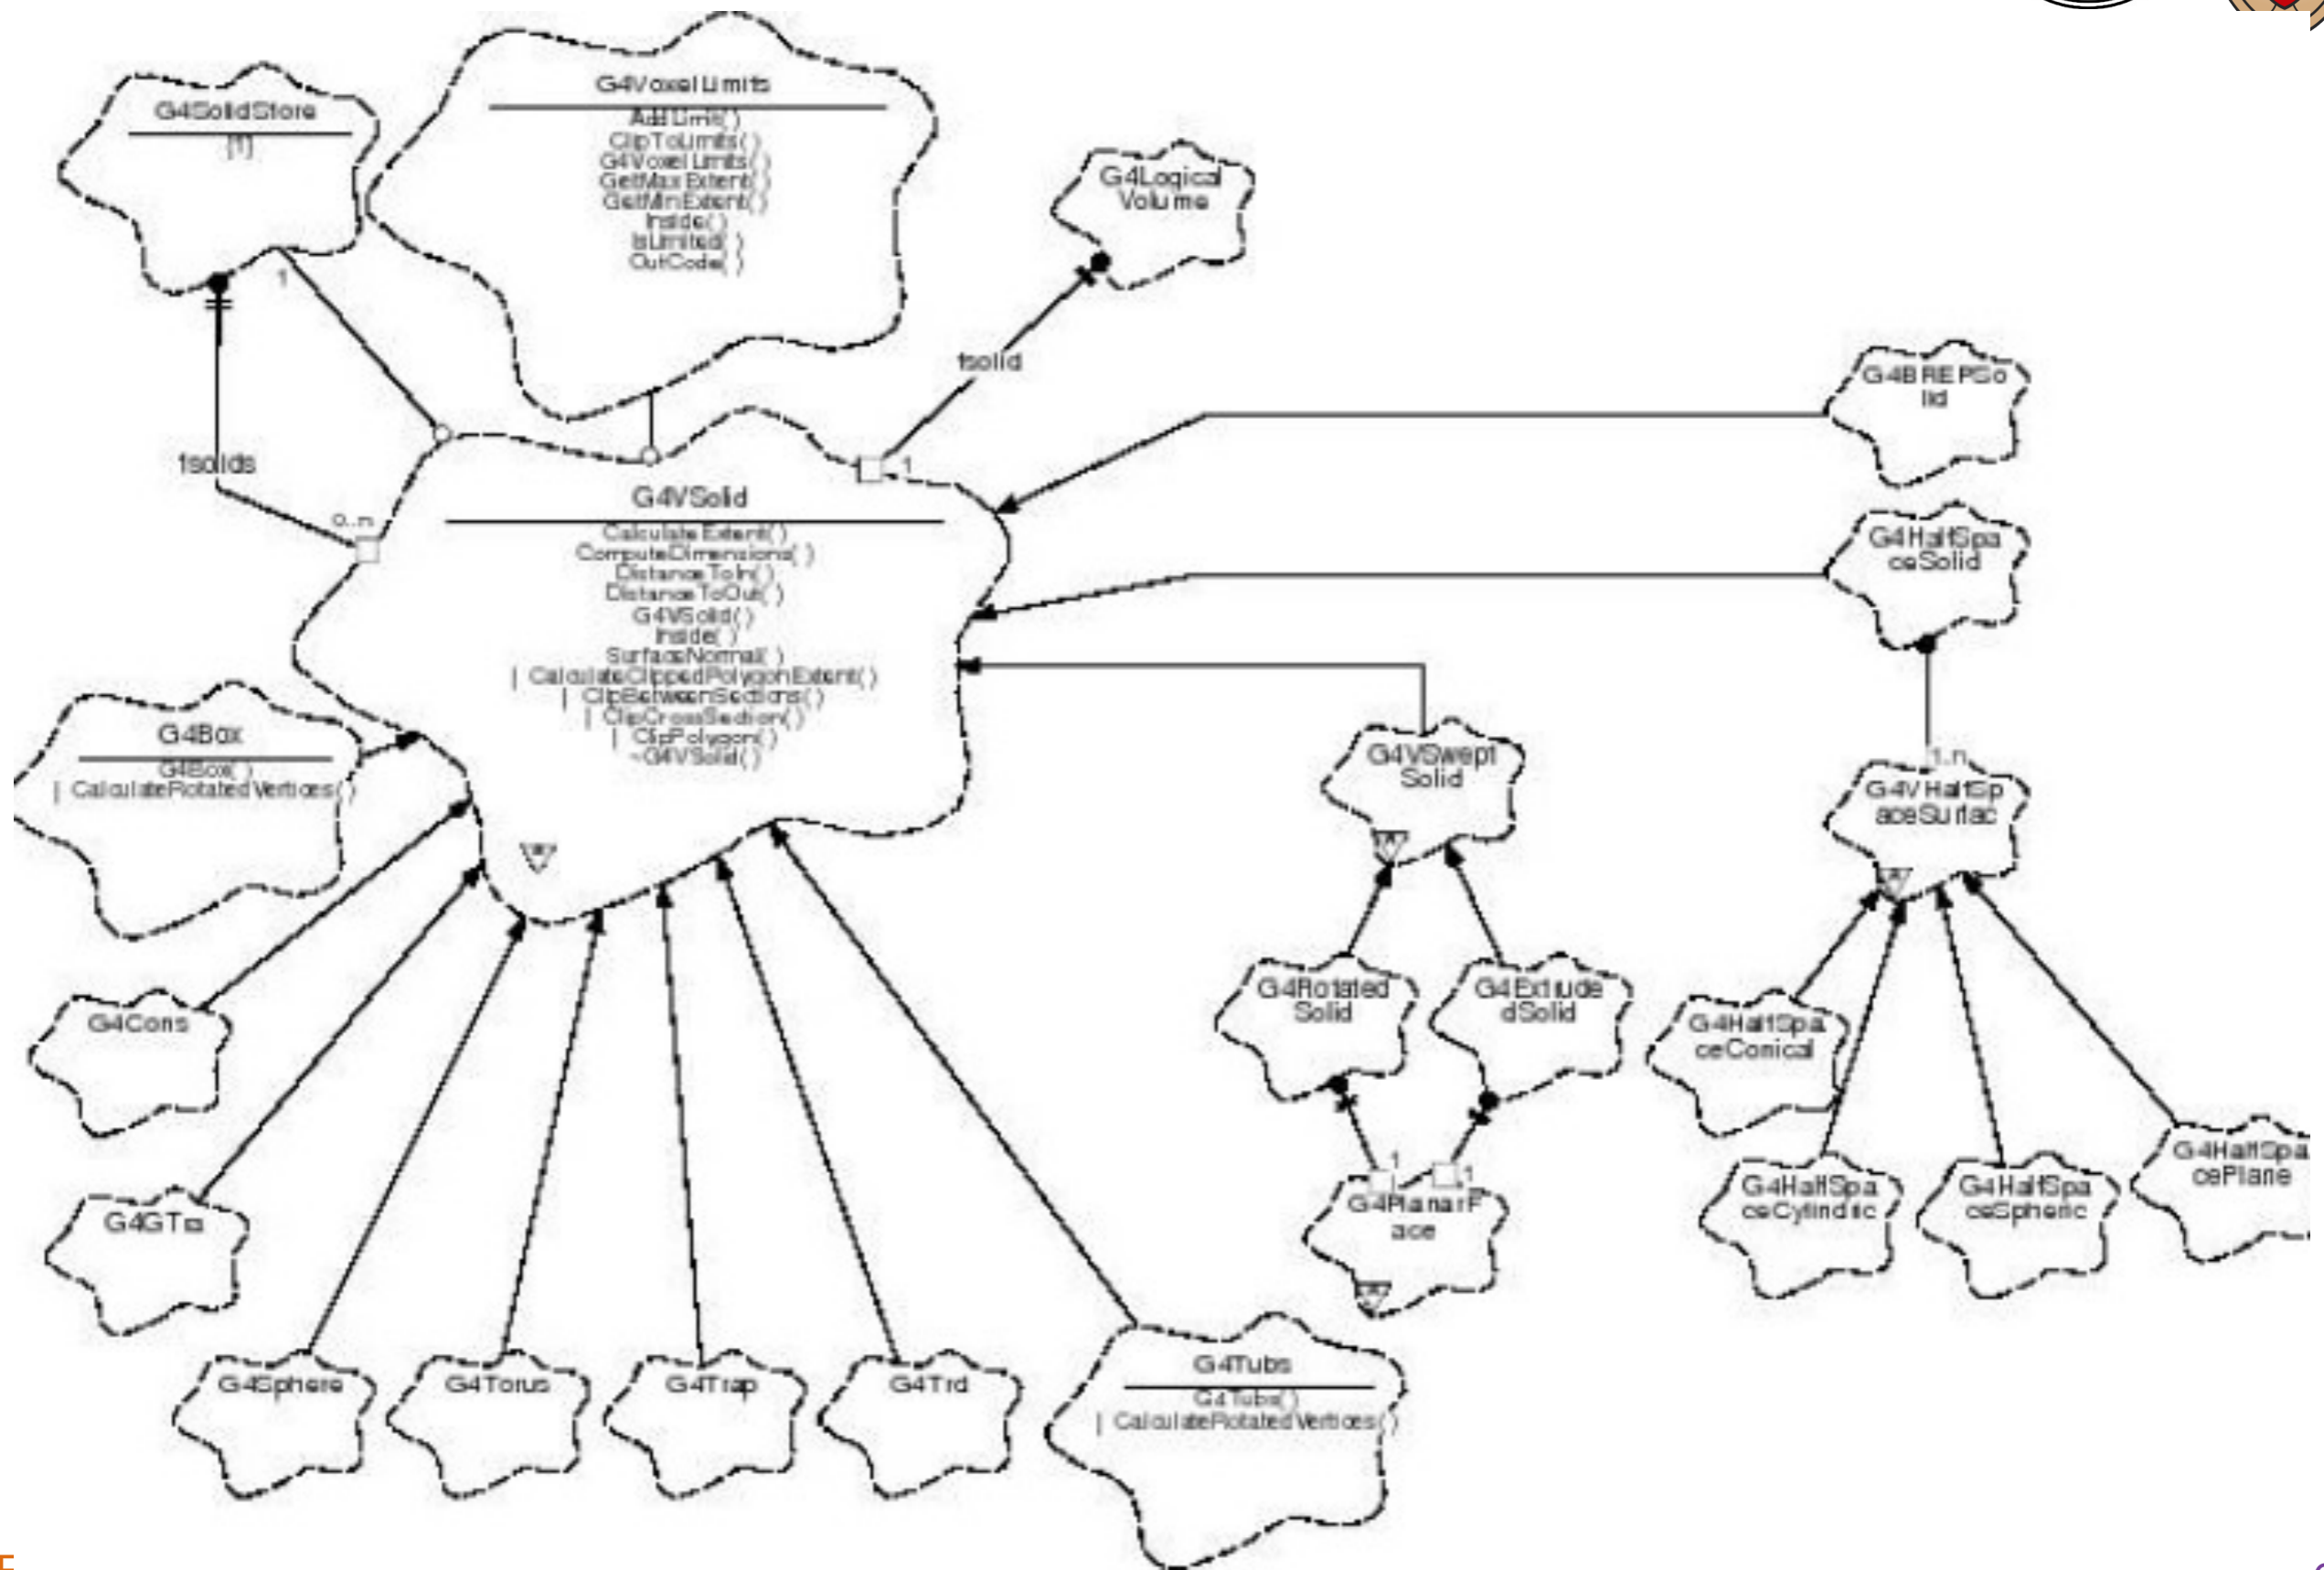 G4SolidStore
[1]
1
G4VoxelLimits
AddLimit()
ClipToLimits()
G4VoxelLimits()
GetMaxExtent()
GetMinExtent()
Inside()
IsLimited()
OutCode()
G4Logical
Volume
fsolid
1
fsolids
0..n
G4VSolid
CalculateExtent()
ComputeDimensions()
DistanceToIn()
DistanceToOut()
G4VSolid()
Inside()
SurfaceNormal()
| CalculateClippedPolygonExtent()
| ClipBetweenSections()
| ClipCrossSection()
| ClipPolygon()
~G4VSolid()
G4BREPSo
lid
G4HalfSpa
ceSolid
1..n
G4VHalfSp
aceSurfac
G4Box
G4Box()
| CalculateRotatedVertices()
G4VSwept
Solid
G4Cons
G4Rotated
Solid
G4Extrude
dSolid
G4HalfSpa
ceConical
1
1
G4PlanarF
ace
G4HalfSpa
ceCylindric
G4HalfSpa
ceSpheric
G4HalfSpa
cePlane
G4Sphere
G4Torus
G4Trap
G4Trd
G4Tubs
G4Tubs()
| CalculateRotatedVertices()